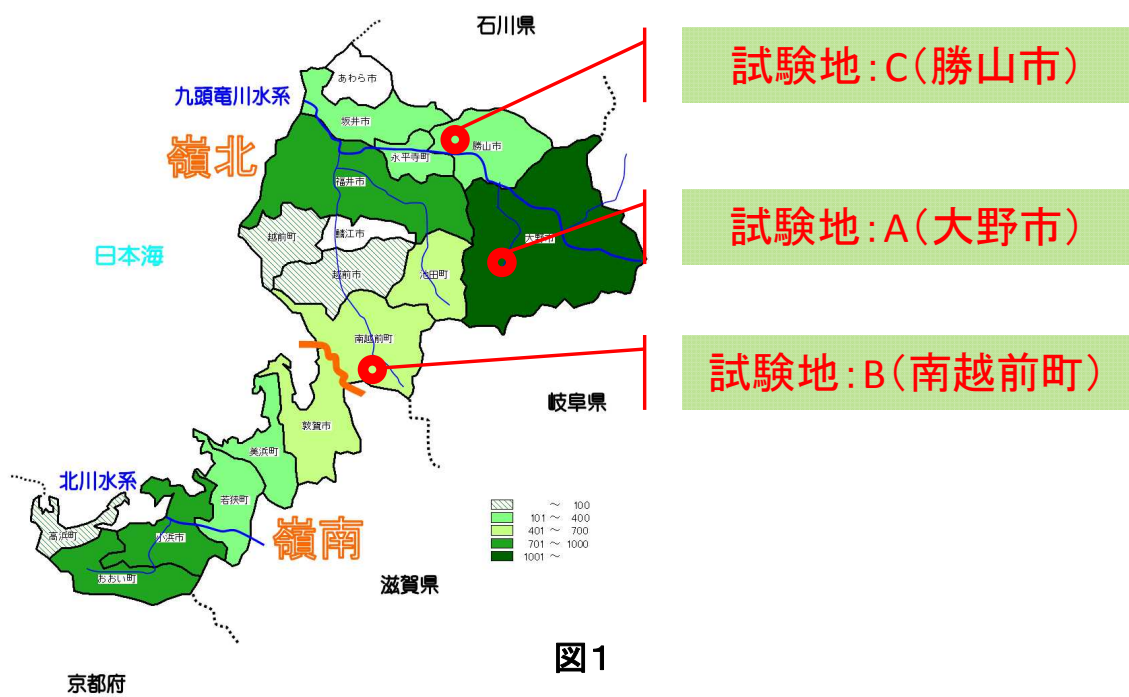 石川県
試験地:C(勝山市)
あわら市
九頭竜川水系
坂井市
勝山市
嶺北
永平寺町
福井市
試験地:A(大野市)
越前町
鯖江市
大野市
日本海
越前市
池田町
南越前町
試験地:B(南越前町)
岐阜県
敦賀市
美浜町
北川水系
若狭町
嶺南
高浜町
小浜市
おおい町
~ 100
101 ~ 400
401 ~ 700
701 ~ 1000
1001 ~
滋賀県
図1
京都府